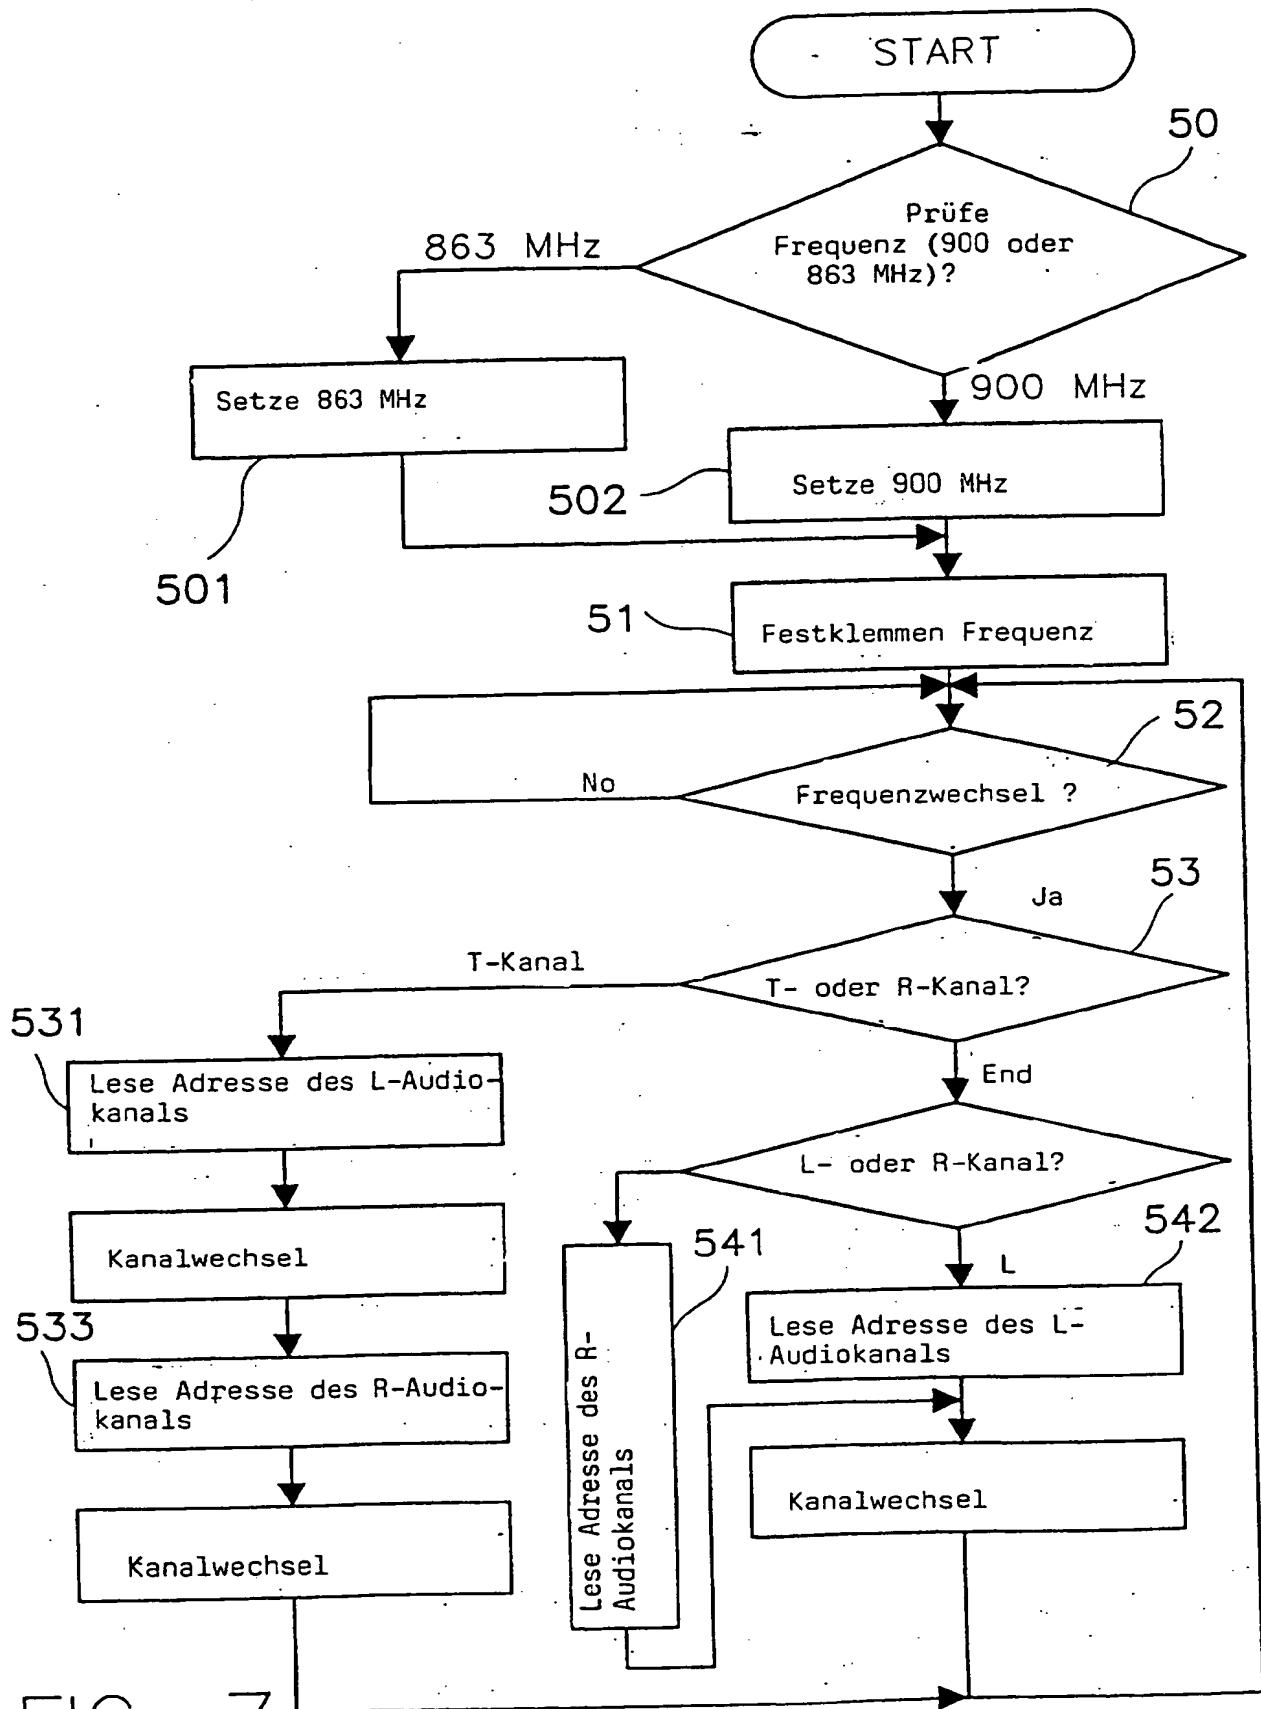 START
50
Prüfe
Frequenz (900 oder
863 MHz)?
863 MHz
Setze 863 MHz
501
900 MHz
502
Setze 900 MHz
51
Festklemmen Frequenz
52
No
Frequenzwechsel ?
Ja
53
T-Kanal
T- oder R-Kanal?
531
Lese Adresse des L-Audio-
kanals
End
L- oder R-Kanal?
Kanalwechsel
533
Lese Adresse des R-Audio-
kanals
Kanalwechsel
541
Lese Adresse des R-
Audiokanals
L
542
Lese Adresse des L-
Audiokanals
Kanalwechsel
FIG. 7